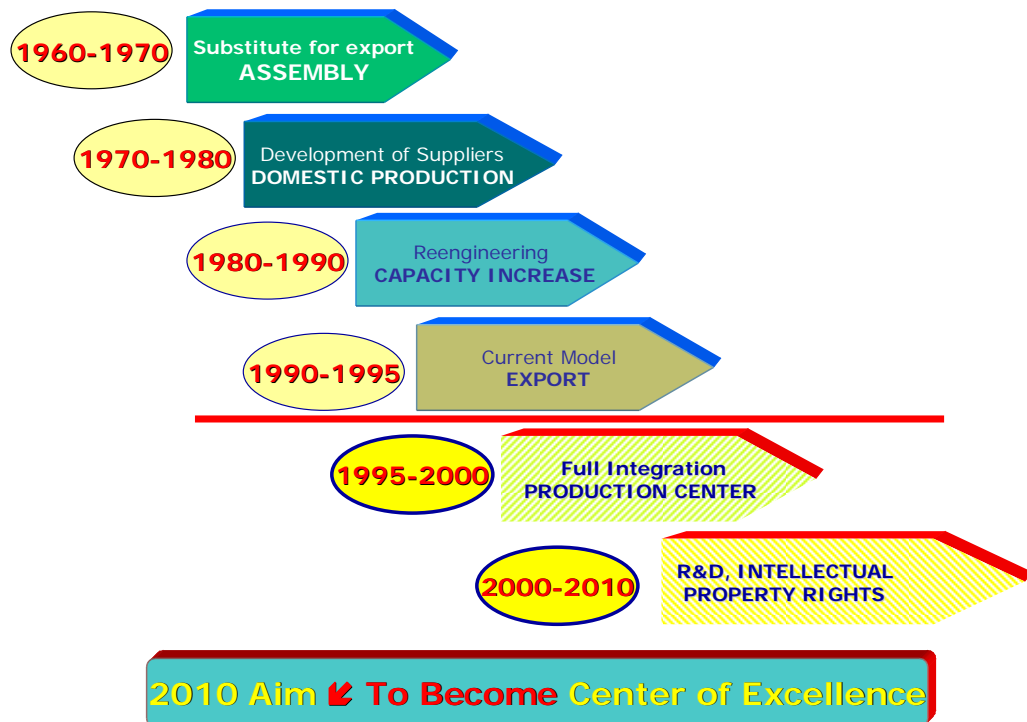 1960-1970
Substitute for export
ASSEMBLY
1970-1980
Development of Suppliers
DOMESTIC PRODUCTION
1980-1990
Reengineering
CAPACITY INCREASE
1990-1995
Current Model
EXPORT
1995-2000
Full Integration
PRODUCTION CENTER
2000-2010
R&D, INTELLECTUAL
PROPERTY RIGHTS
2010 Aim 🡿 To Become Center of Excellence